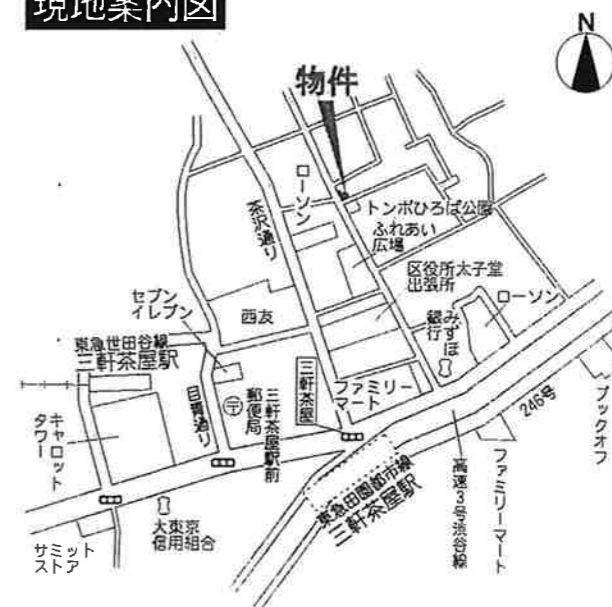 現地案内図
N
物件
ローソン
茶沢通り
トンボひろば公園
ふれあい
広場
区役所太子堂
出張所
ローソン
セブン
イレブン
西友
みずほ
銀行
東急世田谷線
三軒茶屋駅
三軒茶屋
ファミリー
マート
目青通り
〒
三軒茶屋駅前
郵便局
キャロット
タワー
246号
ブックオフ
東急田園都市線
三軒茶屋駅
高速3号渋谷線
ファミリーマート
大東京
信用組合
サミット
ストア